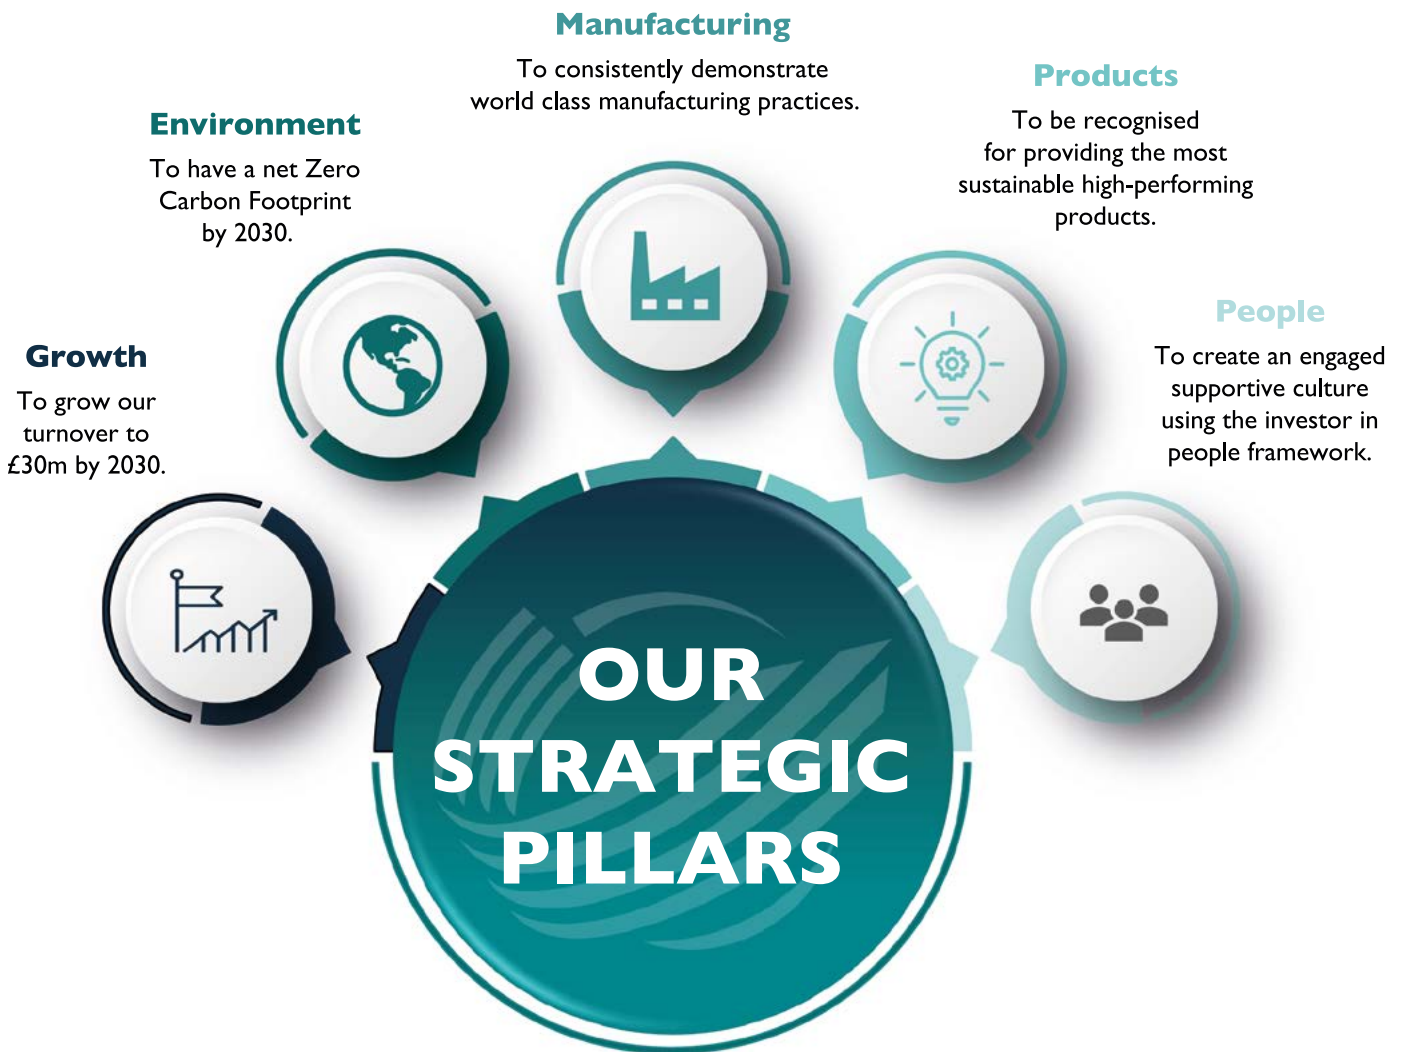 Manufacturing
To consistently demonstrate
world class manufacturing practices.
Products
To be recognised
for providing the most
sustainable high-performing
products.
Environment
To have a net Zero
Carbon Footprint
by 2030.
People
To create an engaged
supportive culture
using the investor in
people framework.
Growth
To grow our
turnover to
£30m by 2030.
OUR
STRATEGIC
PILLARS